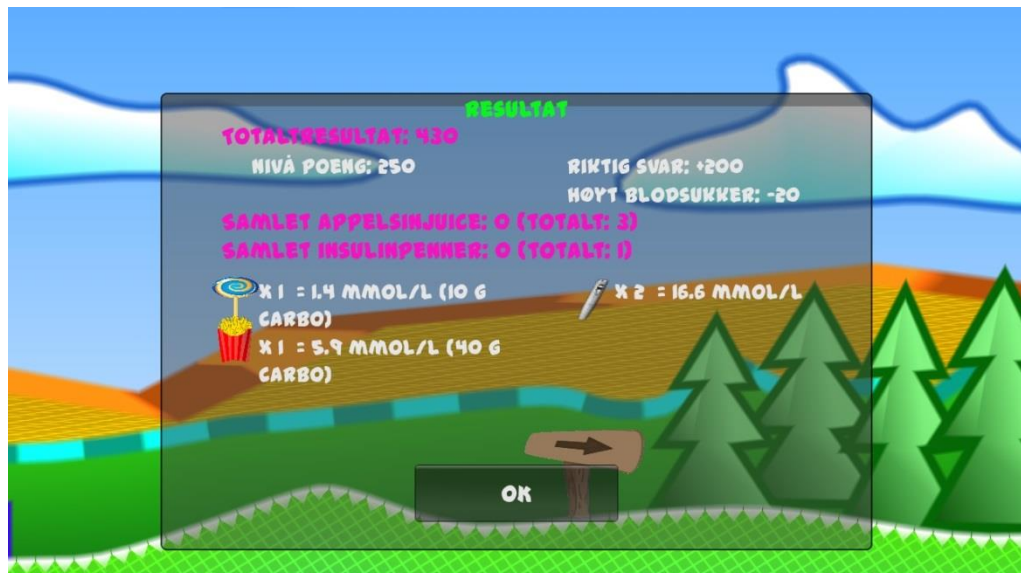 RESULTAT
TOTALTRESULTAT: 430
NIVÅ POENG: 250
RIKTIG SVAR: +200
HØYT BLODSUKKER: -20
SAMLET APPELSINJUICE: 0 (TOTALT: 3)
SAMLET INSULINPENNER: 0 (TOTALT: 1)
X 1 = 1.4 MMOL/L (10 G
CARBO)
X 1 = 5.9 MMOL/L (40 G
CARBO)
X 2 = 16.6 MMOL/L
OK